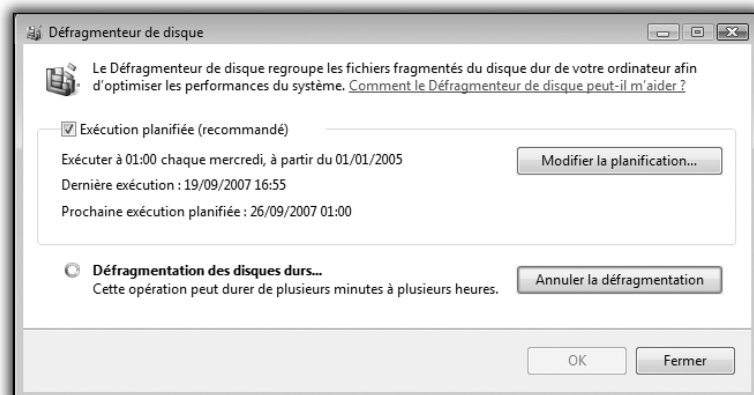 Défragmenteur de disque
Le Défragmenteur de disque regroupe les fichiers fragmentés du disque dur de votre ordinateur afin
d'optimiser les performances du système. Comment le Défragmenteur de disque peut-il m'aider ?
Exécution planifiée (recommandé)
Exécuter à 01:00 chaque mercredi, à partir du 01/01/2005
Modifier la planification...
Dernière exécution : 19/09/2007 16:55
Prochaine exécution planifiée : 26/09/2007 01:00
Défragmentation des disques durs...
Cette opération peut durer de plusieurs minutes à plusieurs heures.
Annuler la défragmentation
OK
Fermer